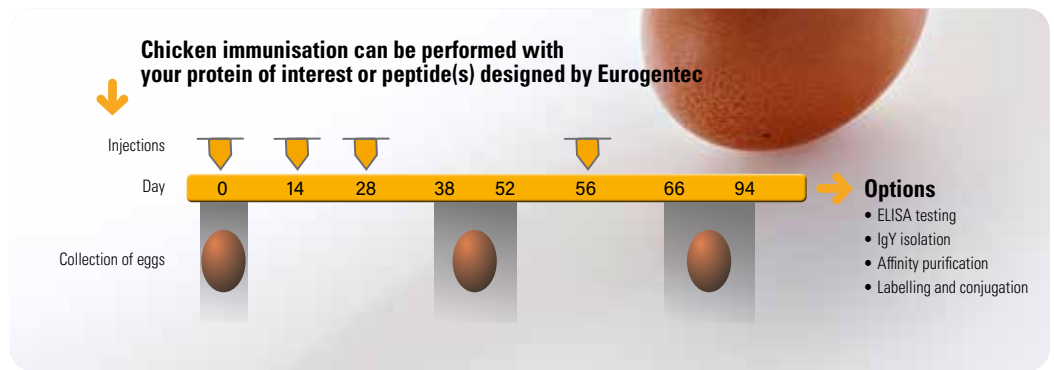 Chicken immunisation can be performed with
your protein of interest or peptide(s) designed by Eurogentec
Injections
Day 0 14 28 38 52 56 66 94
Collection of eggs
Options
• ELISA testing
• IgY isolation
• Affinity purification
• Labelling and conjugation